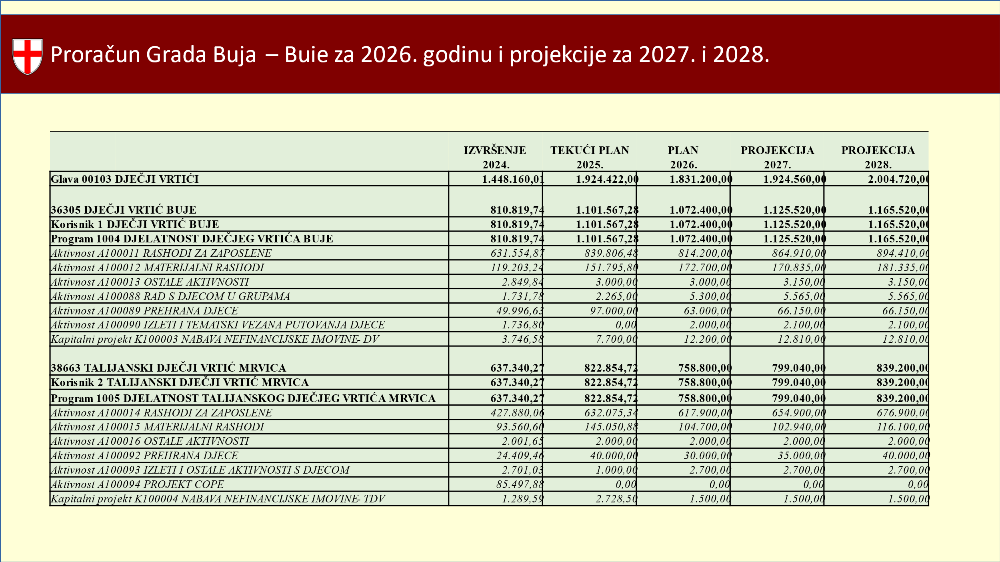 Proračun Grada Buja – Buie za 2026. godinu i projekcije za 2027. i 2028.
IZVRŠENJE 2024. TEKUĆI PLAN 2025. PLAN 2026. PROJEKCIJA 2027. PROJEKCIJA 2028.
Glava 00103 DJEČJI VRTIĆI 1.448.160,01 1.924.422,00 1.831.200,00 1.924.560,00 2.004.720,00
36305 DJEČJI VRTIĆ BUJE 810.819,74 1.101.567,28 1.072.400,00 1.125.520,00 1.165.520,00
Korisnik 1 DJEČJI VRTIĆ BUJE 810.819,74 1.101.567,28 1.072.400,00 1.125.520,00 1.165.520,00
Program 1004 DJELATNOST DJEČJEG VRTIĆA BUJE 810.819,74 1.101.567,28 1.072.400,00 1.125.520,00 1.165.520,00
Aktivnost A100011 RASHODI ZA ZAPOSLENE 631.554,87 839.806,48 814.200,00 864.910,00 894.410,00
Aktivnost A100012 MATERIJALNI RASHODI 119.203,24 151.795,80 172.700,00 170.835,00 181.335,00
Aktivnost A100013 OSTALE AKTIVNOSTI 2.849,84 3.000,00 3.000,00 3.150,00 3.150,00
Aktivnost A100088 RAD S DJECOM U GRUPAMA 1.731,78 2.265,00 5.300,00 5.565,00 5.565,00
Aktivnost A100089 PREHRANA DJECE 49.996,63 97.000,00 63.000,00 66.150,00 66.150,00
Aktivnost A100090 IZLETI I TEMATSKI VEZANA PUTOVANJA DJECE 1.736,80 0,00 2.000,00 2.100,00 2.100,00
Kapitalni projekt K100003 NABAVA NEFINANCIJSKE IMOVINE- DV 3.746,58 7.700,00 12.200,00 12.810,00 12.810,00
38663 TALIJANSKI DJEČJI VRTIĆ MRVICA 637.340,27 822.854,72 758.800,00 799.040,00 839.200,00
Korisnik 2 TALIJANSKI DJEČJI VRTIĆ MRVICA 637.340,27 822.854,72 758.800,00 799.040,00 839.200,00
Program 1005 DJELATNOST TALIJANSKOG DJEČJEG VRTIĆA MRVICA 637.340,27 822.854,72 758.800,00 799.040,00 839.200,00
Aktivnost A100014 RASHODI ZA ZAPOSLENE 427.880,06 632.075,34 617.900,00 654.900,00 676.900,00
Aktivnost A100015 MATERIJALNI RASHODI 93.560,60 145.050,88 104.700,00 102.940,00 116.100,00
Aktivnost A100016 OSTALE AKTIVNOSTI 2.001,65 2.000,00 2.000,00 2.000,00 2.000,00
Aktivnost A100092 PREHRANA DJECE 24.409,46 40.000,00 30.000,00 35.000,00 40.000,00
Aktivnost A100093 IZLETI I OSTALE AKTIVNOSTI S DJECOM 2.701,03 1.000,00 2.700,00 2.700,00 2.700,00
Aktivnost A100094 PROJEKT COPE 85.497,88 0,00 0,00 0,00 0,00
Kapitalni projekt K100004 NABAVA NEFINANCIJSKE IMOVINE- TDV 1.289,59 2.728,50 1.500,00 1.500,00 1.500,00